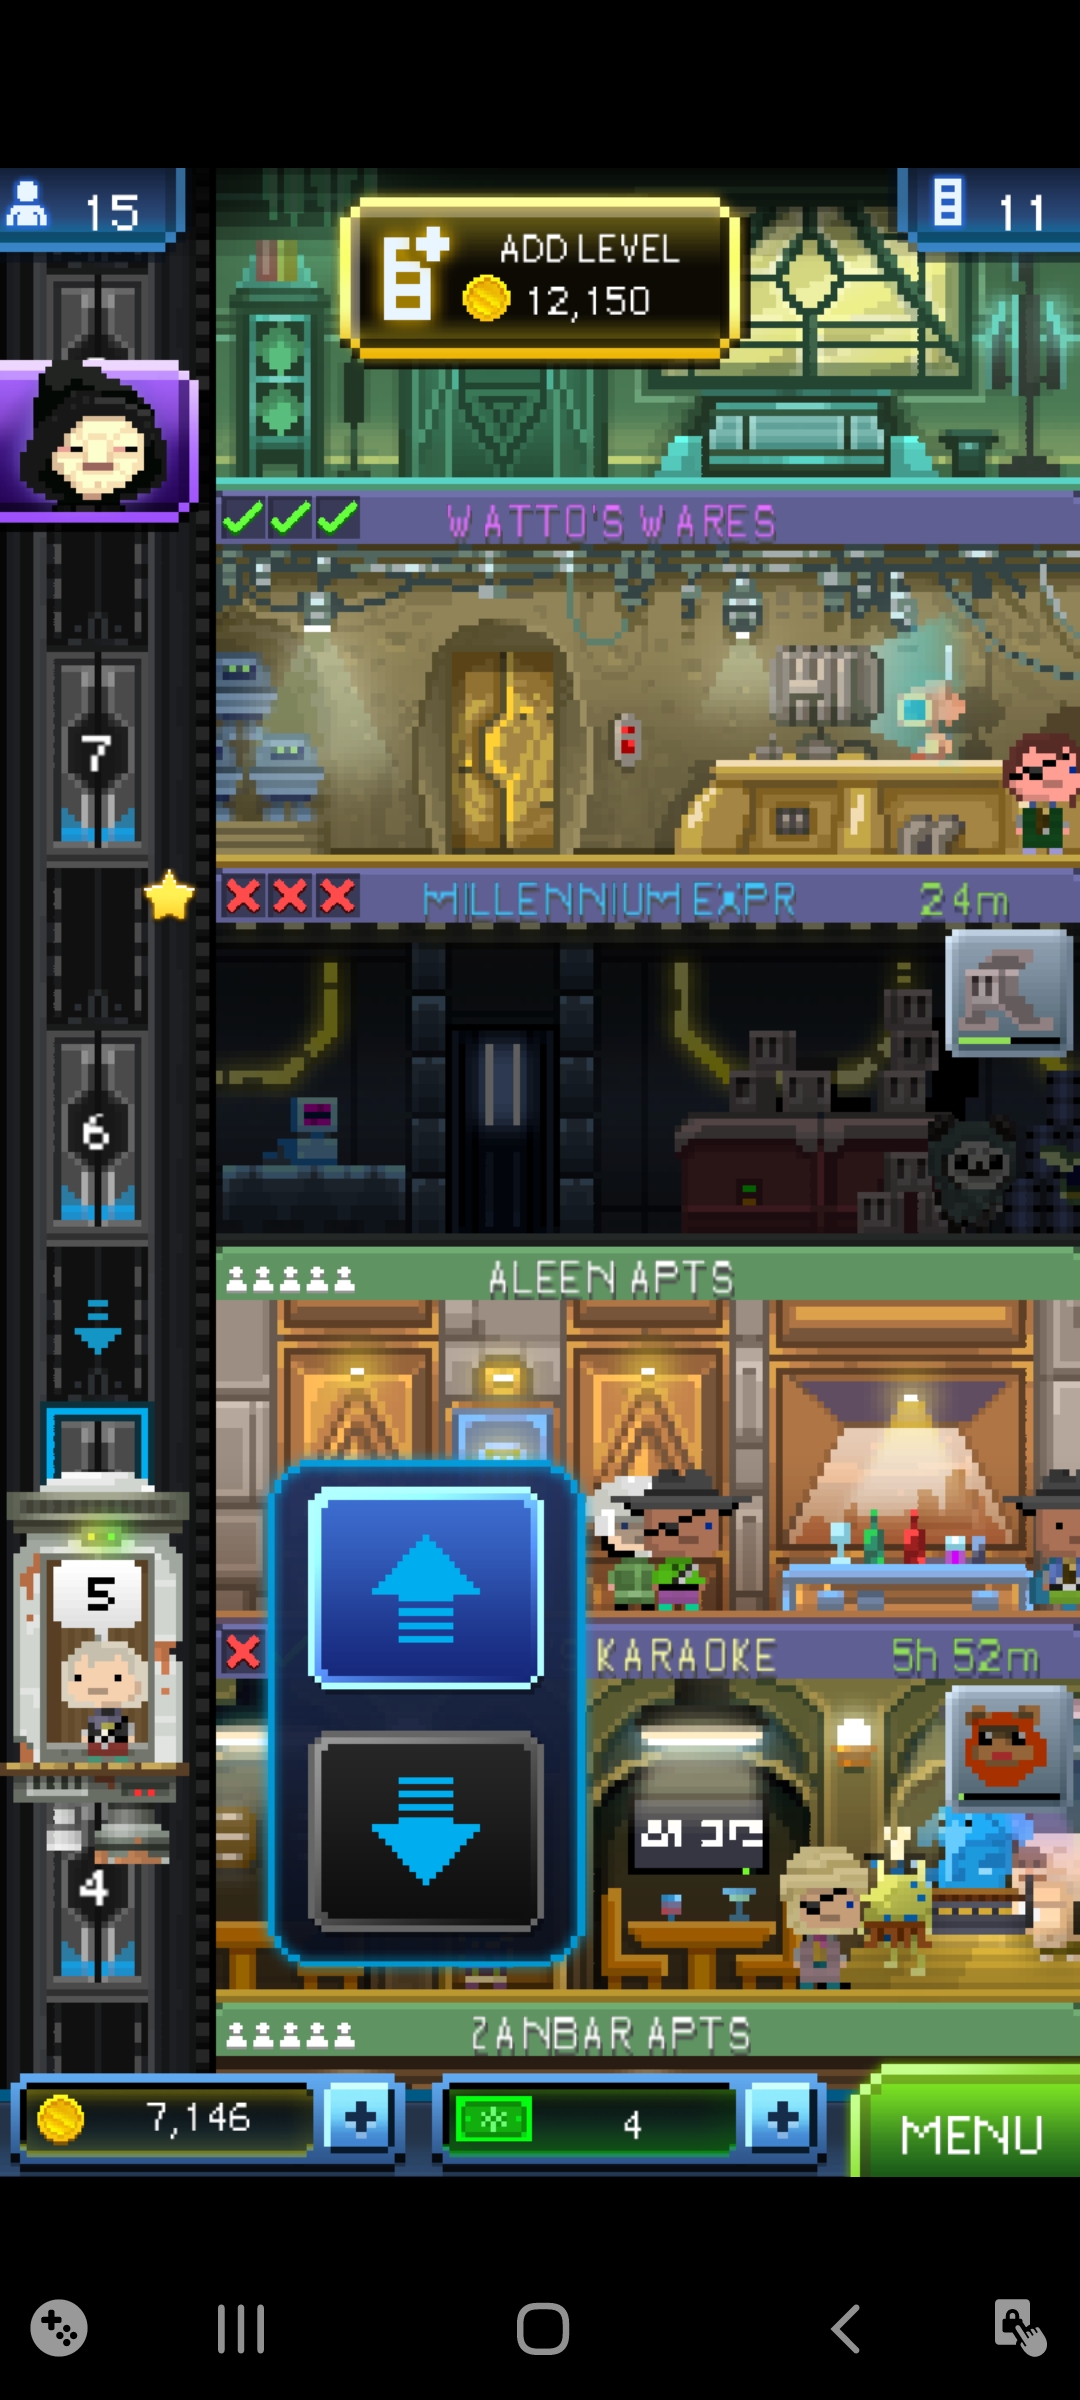 15
ADD LEVEL
12,150
11
WATTO'S WARES
7
MILLENNIUM EXPR
24m
6
ALEEN APTS
5
KARAOKE
5h 52m
4
ZANBAR APTS
7,146
4
MENU